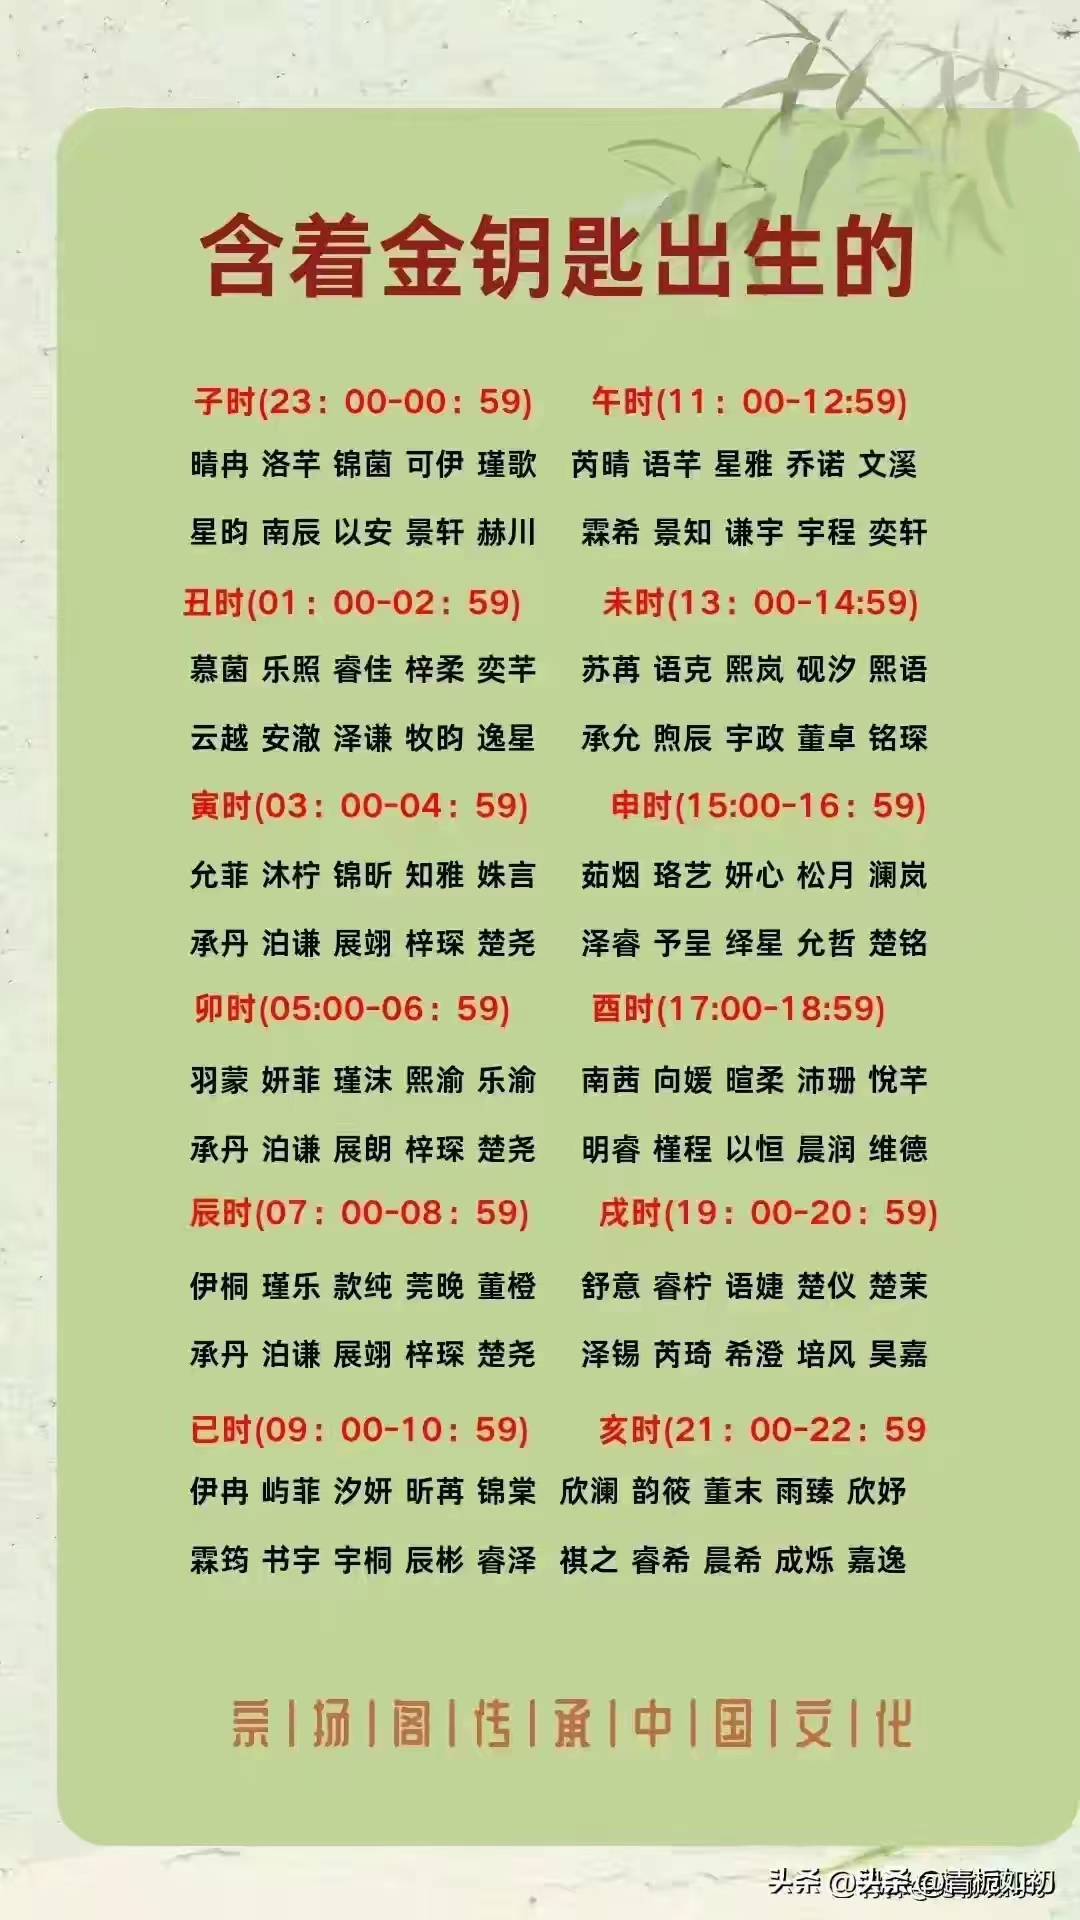 含着金钥匙出生的
子时(23：00-00：59) 午时(11：00-12:59)
晴冉 洛芊 锦菌 可伊 瑾歌 芮晴 语芊 星雅 乔诺 文溪
星昀 南辰 以安 景轩 赫川 霖希 景知 谦宇 宇程 奕轩
丑时(01：00-02：59) 未时(13：00-14:59)
慕菌 乐照 睿佳 梓柔 奕芊 苏苒 语克 熙岚 砚汐 熙语
云越 安澈 泽谦 牧昀 逸星 承允 煦辰 宇政 董卓 铭琛
寅时(03：00-04：59) 申时(15:00-16：59)
允菲 沐柠 锦昕 知雅 姝言 茹烟 珞艺 妍心 松月 澜岚
承丹 泊谦 展翊 梓琛 楚尧 泽睿 予呈 绎星 允哲 楚铭
卯时(05:00-06：59) 酉时(17:00-18:59)
羽蒙 妍菲 瑾沫 熙渝 乐渝 南茜 向媛 暄柔 沛珊 悦芊
承丹 泊谦 展朗 梓琛 楚尧 明睿 槿程 以恒 晨润 维德
辰时(07：00-08：59) 戌时(19：00-20：59)
伊桐 瑾乐 款纯 莞晚 董橙 舒意 睿柠 语婕 楚仪 楚茉
承丹 泊谦 展翊 梓琛 楚尧 泽锡 芮琦 希澄 培风 昊嘉
已时(09：00-10：59) 亥时(21：00-22：59
伊冉 屿菲 汐妍 昕苒 锦棠 欣澜 韵筱 董末 雨臻 欣妤
霖筠 书宇 宇桐 辰彬 睿泽 祺之 睿希 晨希 成烁 嘉逸
宗|扬|阁|传|承|中|国|文|化
头条 @青栀如初